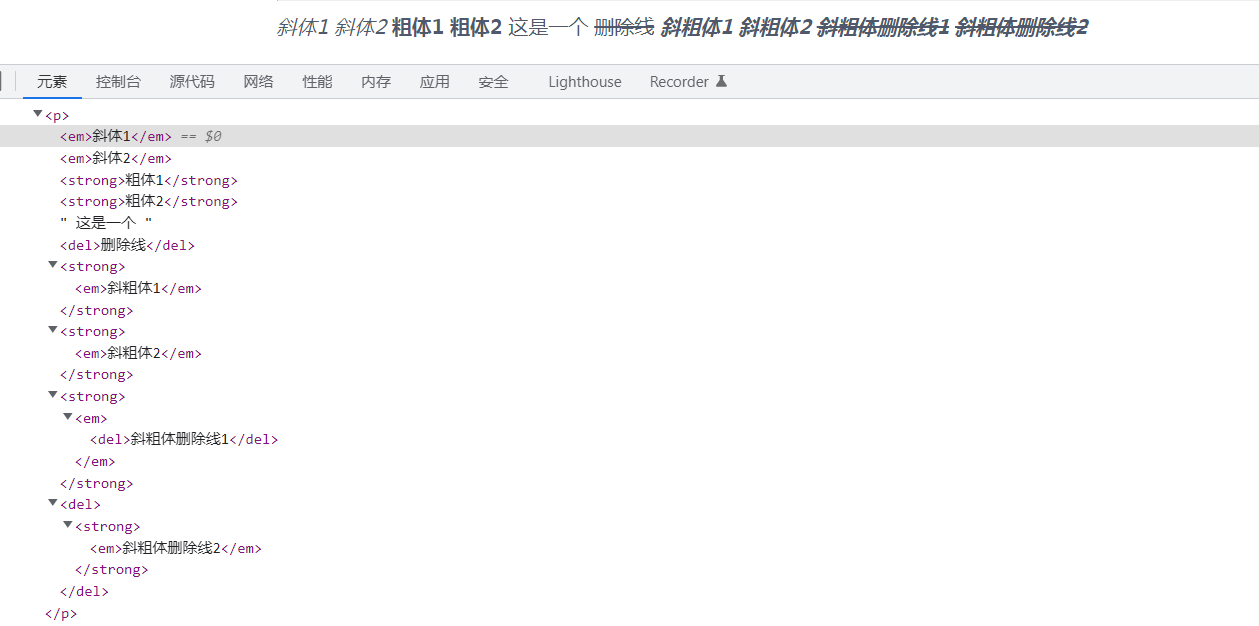 斜体1 斜体2 粗体1 粗体2 这是一个 删除线 斜粗体1 斜粗体2 斜粗体删除线1 斜粗体删除线2
元素 控制台 源代码 网络 性能 内存 应用 安全 Lighthouse Recorder
<p>
<em>斜体1</em> == $0
<em>斜体2</em>
<strong>粗体1</strong>
<strong>粗体2</strong>
" 这是一个 "
<del>删除线</del>
<strong>
<em>斜粗体1</em>
</strong>
<strong>
<em>斜粗体2</em>
</strong>
<strong>
<em>
<del>斜粗体删除线1</del>
</em>
</strong>
<del>
<strong>
<em>斜粗体删除线2</em>
</strong>
</del>
</p>